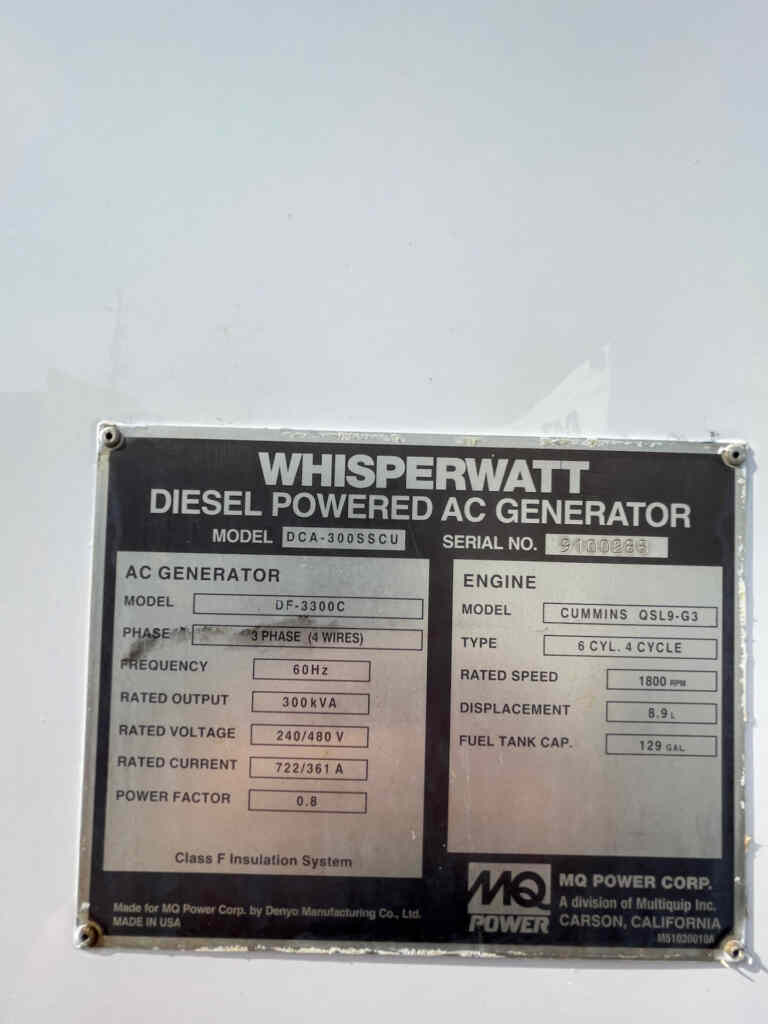 WHISPERWATT
DIESEL POWERED AC GENERATOR
MODEL DCA-300SSCU
SERIAL NO.
AC GENERATOR
MODEL DF-3300C
PHASE 3 PHASE (4 WIRES)
FREQUENCY 60Hz
RATED OUTPUT 300kVA
RATED VOLTAGE 240/480 V
RATED CURRENT 722/361 A
POWER FACTOR 0.8
Class F Insulation System
ENGINE
MODEL CUMMINS QSL9-G3
TYPE 6 CYL. 4 CYCLE
RATED SPEED 1800 RPM
DISPLACEMENT 8.9 L
FUEL TANK CAP. 129 GAL
Made for MQ Power Corp. by Denyo Manufacturing Co., Ltd.
MADE IN USA
MQ
POWER
MQ POWER CORP.
A division of Multiquip Inc.
CARSON, CALIFORNIA
M51030010A